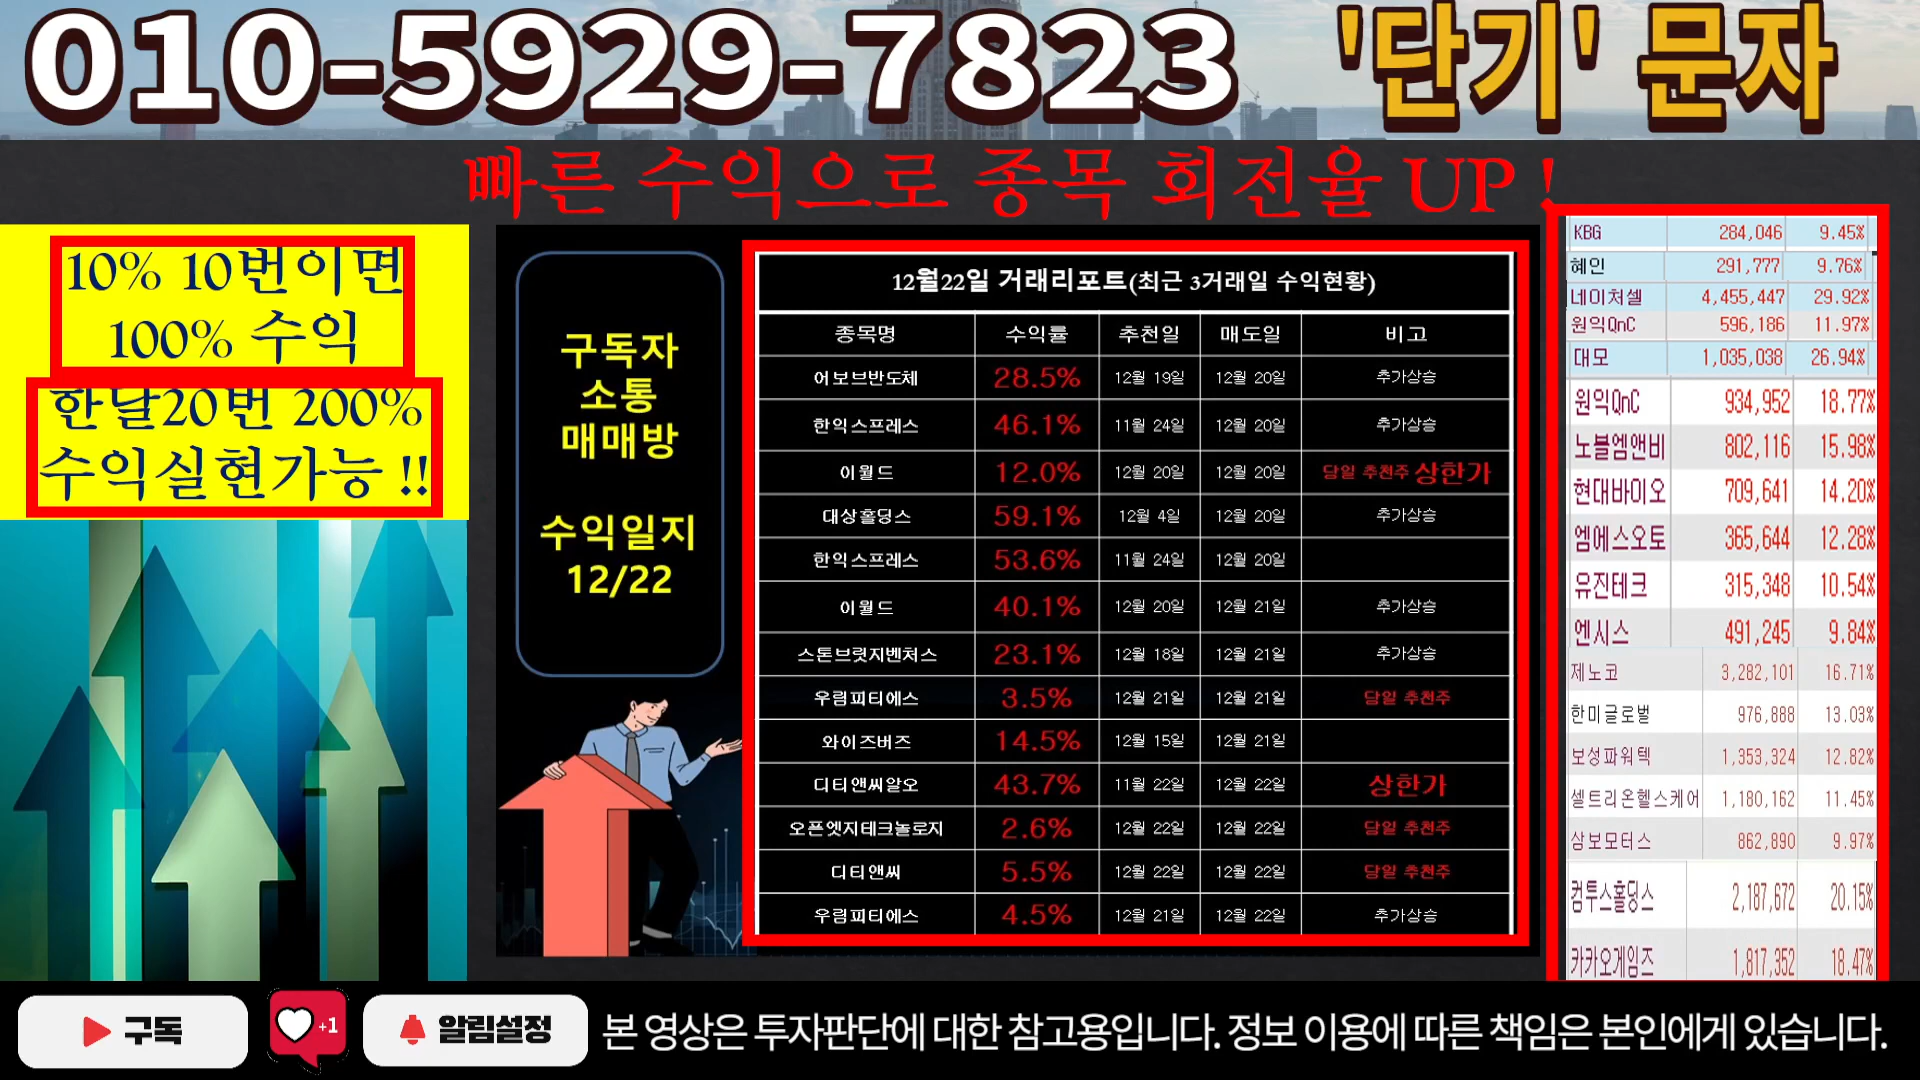 010-5929-7823 '단기' 문자
빠른 수익으로 종목 회전율 UP !
10% 10번이면
100% 수익
한달20번 200%
수익실현가능 !!
구독자
소통
매매방
수익일지
12/22
12월22일 거래리포트(최근 3거래일 수익현황)
종목명 수익률 추천일 매도일 비고
어보브반도체 28.5% 12월 19일 12월 20일 추가상승
한익스프레스 46.1% 11월 24일 12월 20일 추가상승
이월드 12.0% 12월 20일 12월 20일 당일 추천주 상한가
대상홀딩스 59.1% 12월 4일 12월 20일 추가상승
한익스프레스 53.6% 11월 24일 12월 20일
이월드 40.1% 12월 20일 12월 21일 추가상승
스톤브릿지벤처스 23.1% 12월 18일 12월 21일 추가상승
우림피티에스 3.5% 12월 21일 12월 21일 당일 추천주
와이즈버즈 14.5% 12월 15일 12월 21일
디티앤씨알오 43.7% 11월 22일 12월 22일 상한가
오픈엣지테크놀로지 2.6% 12월 22일 12월 22일 당일 추천주
디티앤씨 5.5% 12월 22일 12월 22일 당일 추천주
우림피티에스 4.5% 12월 21일 12월 22일 추가상승
KBG 284,046 9.45%
혜인 291,777 9.76%
네이처셀 4,455,447 29.92%
원익QnC 596,186 11.97%
대모 1,035,038 26.94%
원익QnC 934,952 18.77%
노블엠앤비 802,116 15.98%
현대바이오 709,641 14.20%
엠에스오토 365,644 12.28%
유진테크 315,348 10.54%
엔시스 491,245 9.84%
제노코 3,282,101 16.71%
한미글로벌 976,888 13.03%
보성파워텍 1,353,324 12.82%
셀트리온헬스케어 1,180,162 11.45%
상보모터스 862,890 9.97%
컴투스홀딩스 2,187,672 20.15%
카카오게임즈 1,817,352 18.47%
구독
+1
알림설정
본 영상은 투자판단에 대한 참고용입니다. 정보 이용에 따른 책임은 본인에게 있습니다.